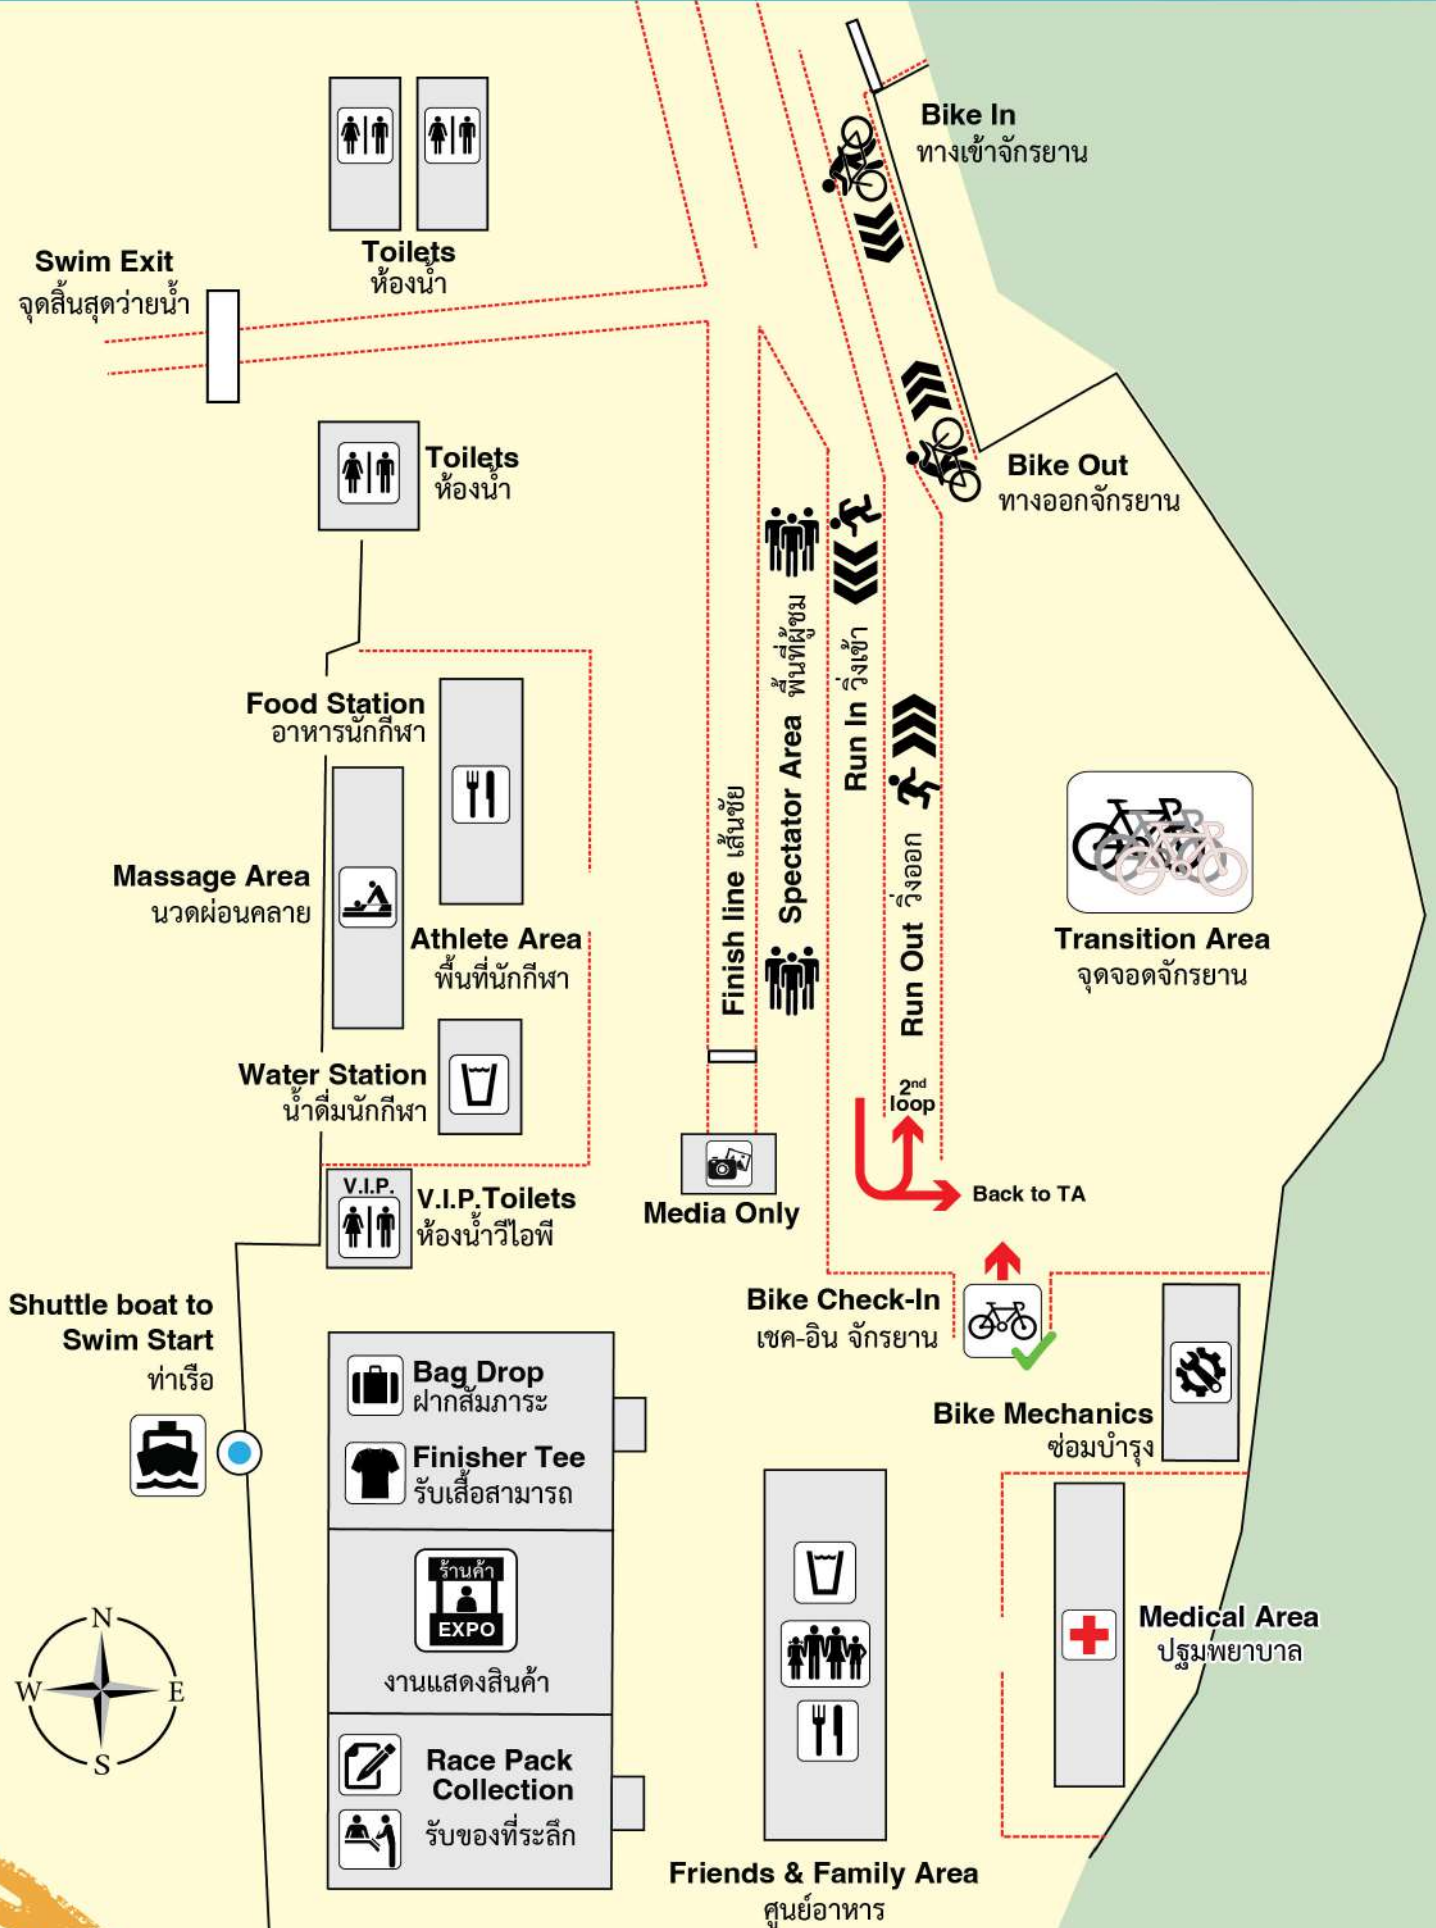 Bike In
ทางเข้าจักรยาน
Toilets
ห้องน้ำ
Swim Exit
จุดสิ้นสุดว่ายน้ำ
Toilets
ห้องน้ำ
Bike Out
ทางออกจักรยาน
Food Station
อาหารนักกีฬา
Massage Area
นวดผ่อนคลาย
Athlete Area
พื้นที่นักกีฬา
Water Station
น้ำดื่มนักกีฬา
Finish line เส้นชัย
Spectator Area พื้นที่ผู้ชม
Run In วิ่งเข้า
Run Out วิ่งออก
Transition Area
จุดจอดจักรยาน
2nd
loop
Back to TA
V.I.P.
V.I.P.Toilets
ห้องน้ำวีไอพี
Media Only
Shuttle boat to
Swim Start
ท่าเรือ
Bike Check-In
เชค-อิน จักรยาน
Bike Mechanics
ซ่อมบำรุง
Bag Drop
ฝากสัมภาระ
Finisher Tee
รับเสื้อสามารถ
ร้านค้า
EXPO
งานแสดงสินค้า
Race Pack
Collection
รับของที่ระลึก
Medical Area
ปฐมพยาบาล
Friends & Family Area
ศูนย์อาหาร
N
W
E
S